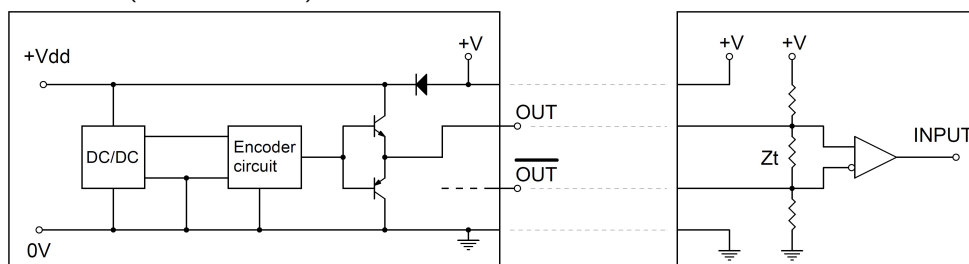 +Vdd
+V
+V
+V
OUT
DC/DC
Encoder
circuit
INPUT
Zt
OUT
0V